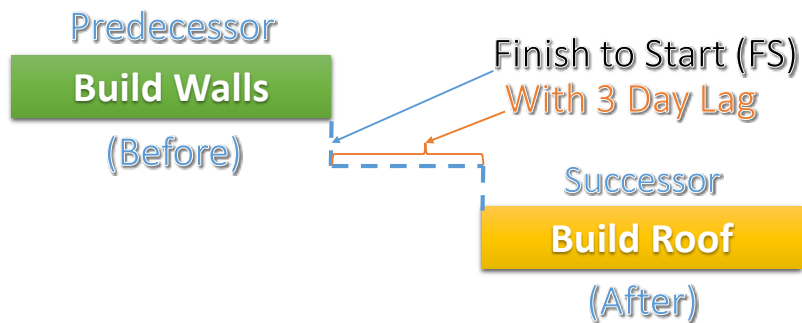 Predecessor
Build Walls
(Before)
Finish to Start (FS)
With 3 Day Lag
Successor
Build Roof
(After)